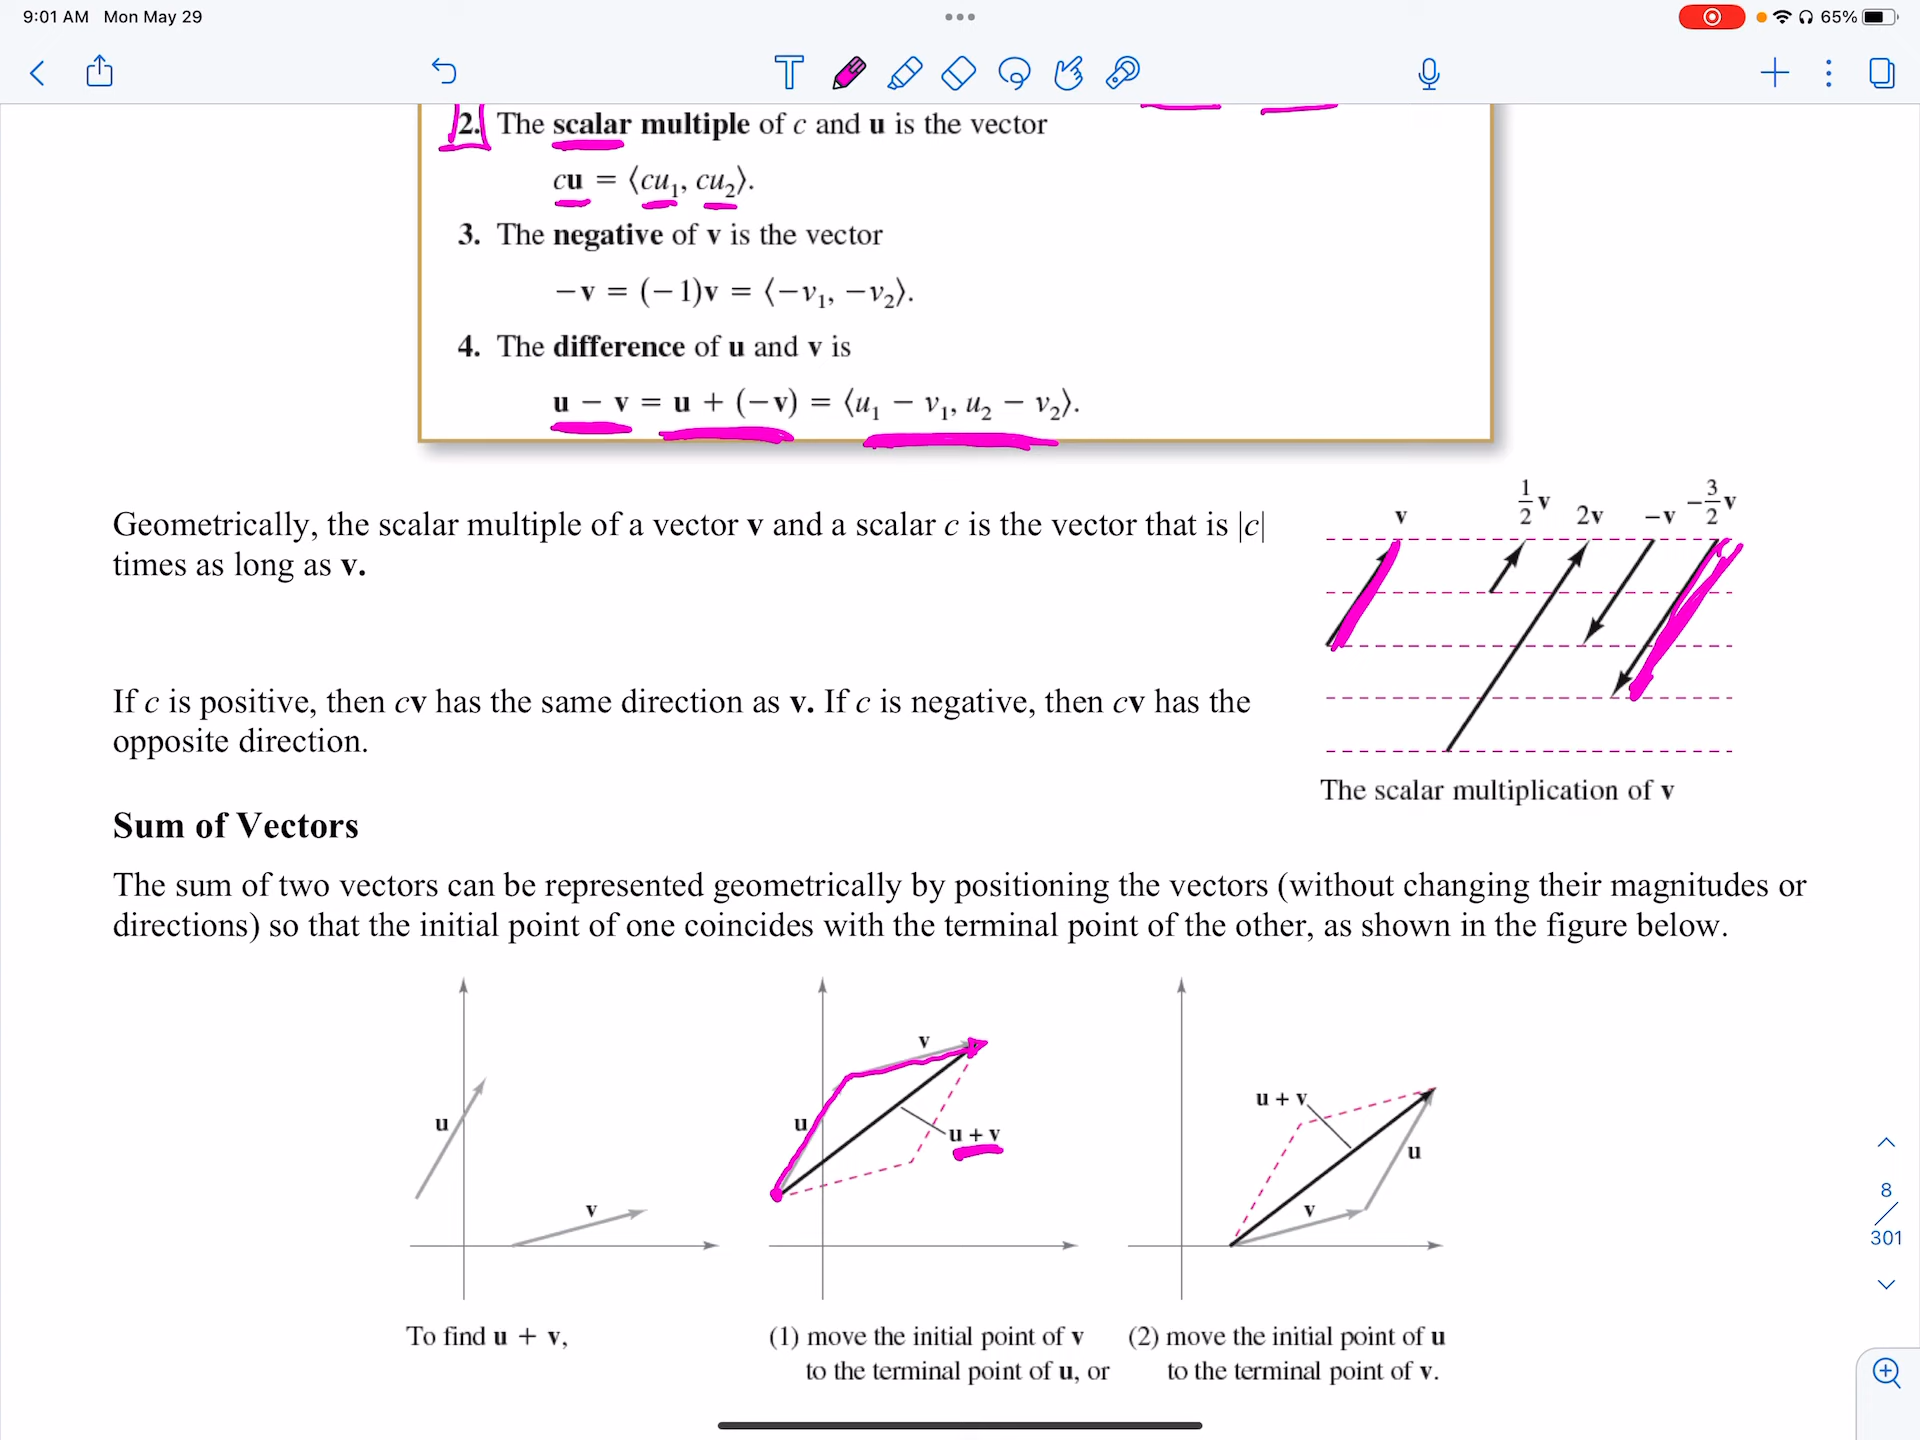 9:01 AM Mon May 29
65%
2. The scalar multiple of c and u is the vector
cu = ⟨cu₁, cu₂⟩.
3. The negative of v is the vector
−v = (−1)v = ⟨−v₁, −v₂⟩.
4. The difference of u and v is
u − v = u + (−v) = ⟨u₁ − v₁, u₂ − v₂⟩.
Geometrically, the scalar multiple of a vector v and a scalar c is the vector that is |c|
times as long as v.
If c is positive, then cv has the same direction as v. If c is negative, then cv has the
opposite direction.
v 1/2 v 2v −v −3/2 v
The scalar multiplication of v
Sum of Vectors
The sum of two vectors can be represented geometrically by positioning the vectors (without changing their magnitudes or
directions) so that the initial point of one coincides with the terminal point of the other, as shown in the figure below.
u
v
To find u + v,
v
u
u + v
(1) move the initial point of v
to the terminal point of u, or
u + v
u
v
(2) move the initial point of u
to the terminal point of v.
8
/
301